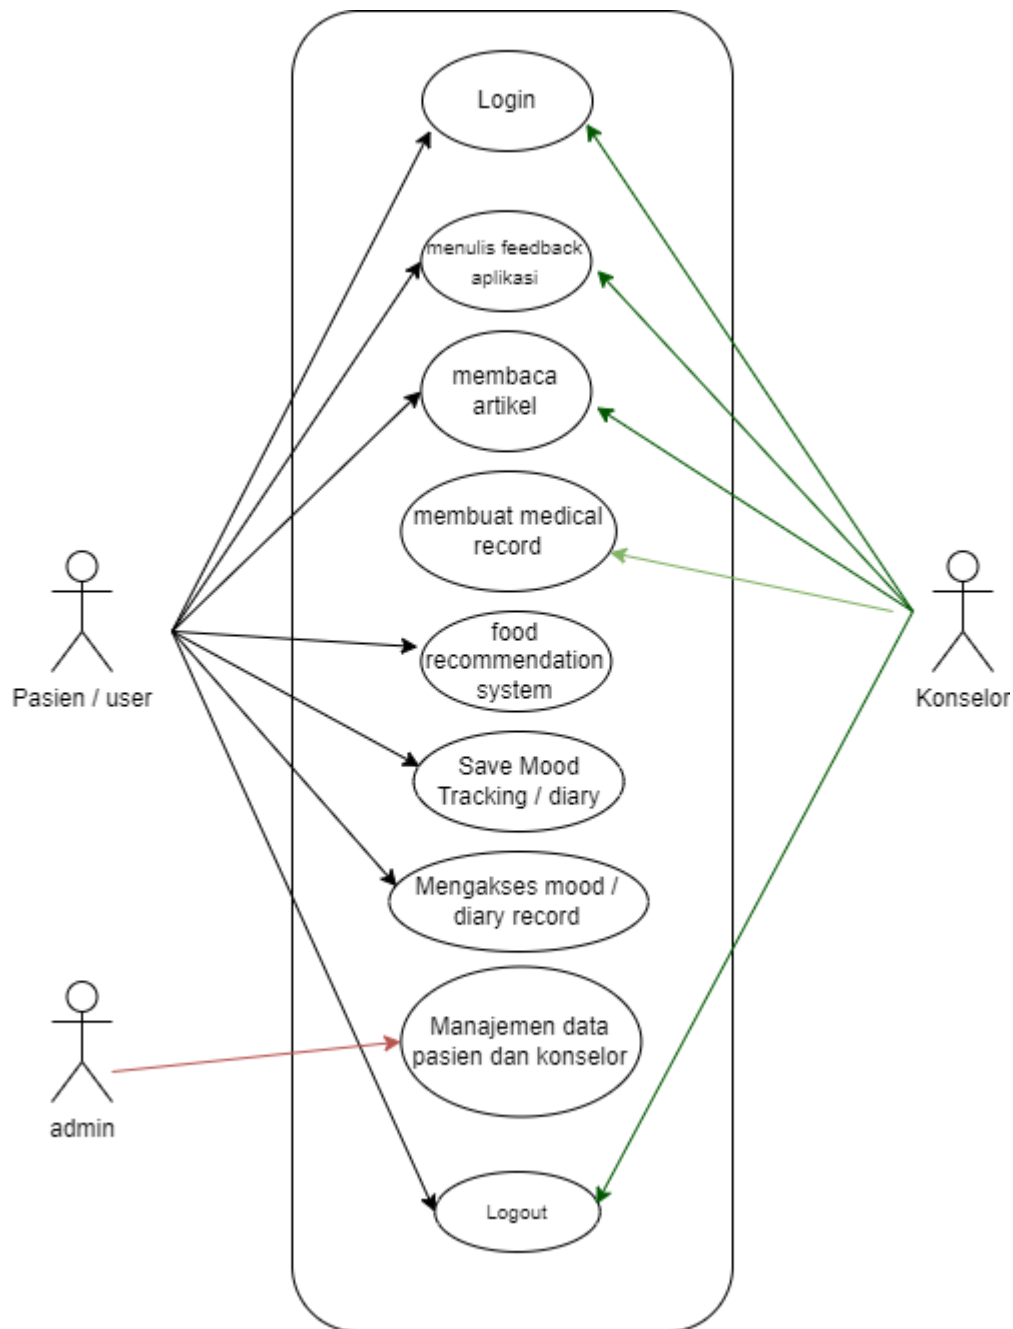 Login
menulis feedback
aplikasi
membaca
artikel
membuat medical
record
food
recommendation
system
Pasien / user
Konselor
Save Mood
Tracking / diary
Mengakses mood /
diary record
Manajemen data
pasien dan konselor
admin
Logout